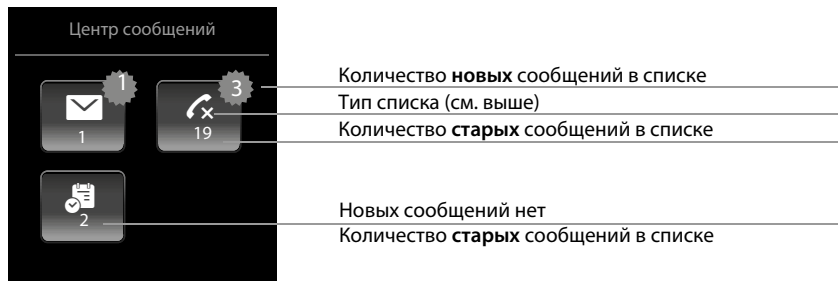 Центр сообщений
1
3
1
19
2
Количество новых сообщений в списке
Тип списка (см. выше)
Количество старых сообщений в списке
Новых сообщений нет
Количество старых сообщений в списке